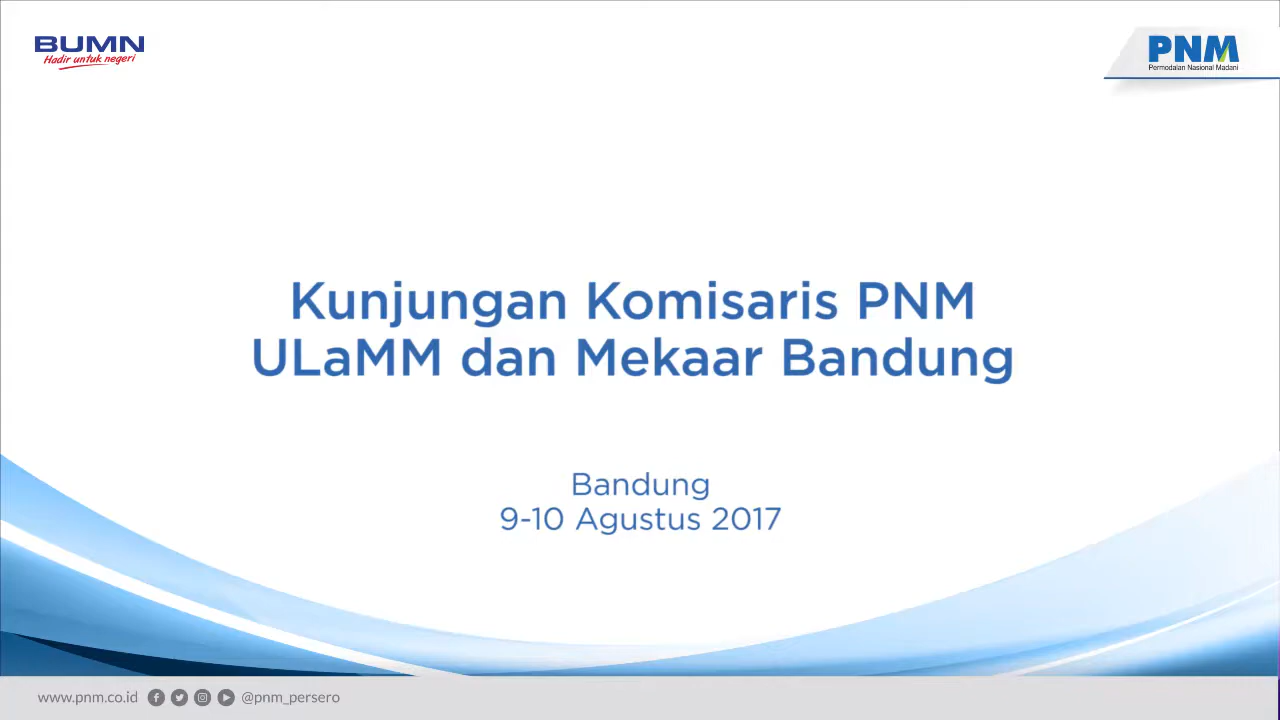 BUMN
Hadir untuk negeri
PNM
Permodalan Nasional Madani
Kunjungan Komisaris PNM
ULaMM dan Mekaar Bandung
Bandung
9-10 Agustus 2017
www.pnm.co.id @pnm_persero